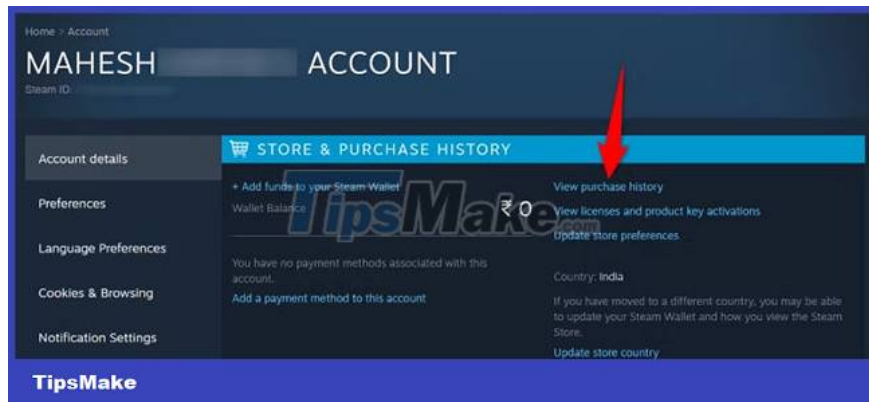 Home > Account
MAHESH ACCOUNT
Steam ID:
Account details
Preferences
Language Preferences
Cookies & Browsing
Notification Settings
STORE & PURCHASE HISTORY
+ Add funds to your Steam Wallet
Wallet Balance ₹ 0
You have no payment methods associated with this
account.
Add a payment method to this account
View purchase history
View licenses and product key activations
Update store preferences
Country: India
If you have moved to a different country, you may be able
to update your Steam Wallet and how you view the Steam
Store.
Update store country
TipsMake.com
TipsMake